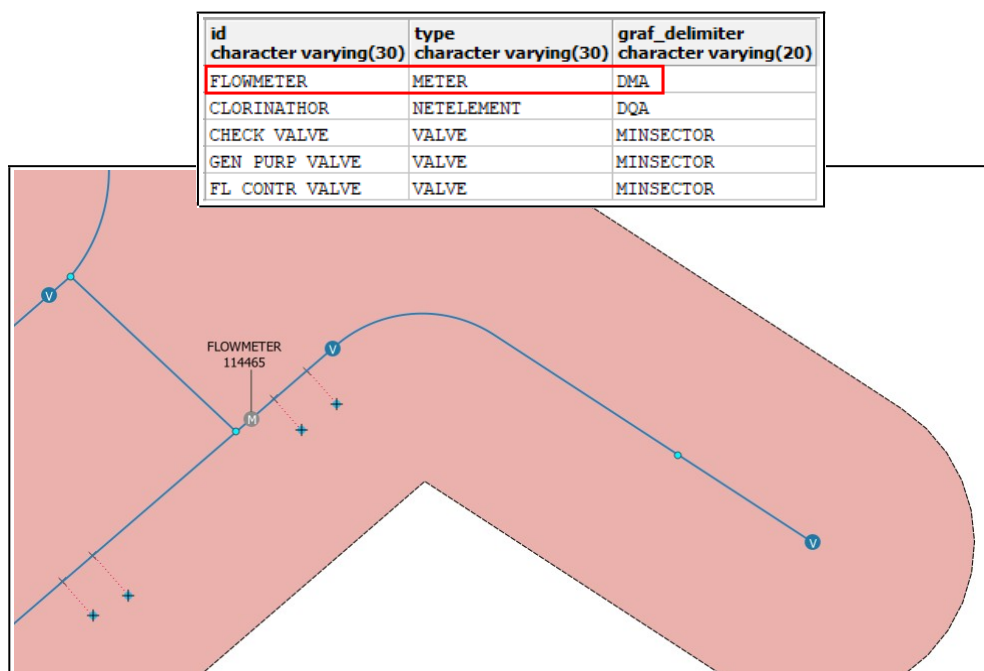 id type graf_delimiter
character varying(30) character varying(30) character varying(20)
FLOWMETER METER DMA
CLORINATHOR NETELEMENT DQA
CHECK VALVE VALVE MINSECTOR
GEN PURP VALVE VALVE MINSECTOR
FL CONTR VALVE VALVE MINSECTOR
V
FLOWMETER
114465
V
M
V